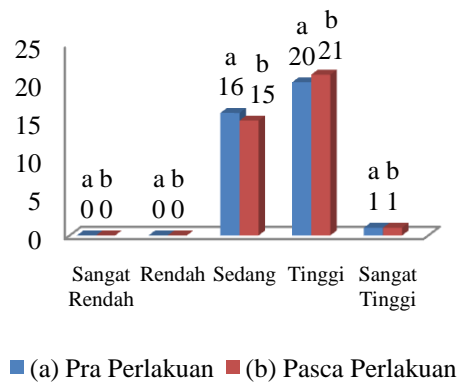 25
20
15
10
5
0
a b
0 0
a b
0 0
a b
16 15
a b
20 21
a b
1 1
Sangat Rendah
Rendah
Sedang
Tinggi
Sangat Tinggi
(a) Pra Perlakuan (b) Pasca Perlakuan